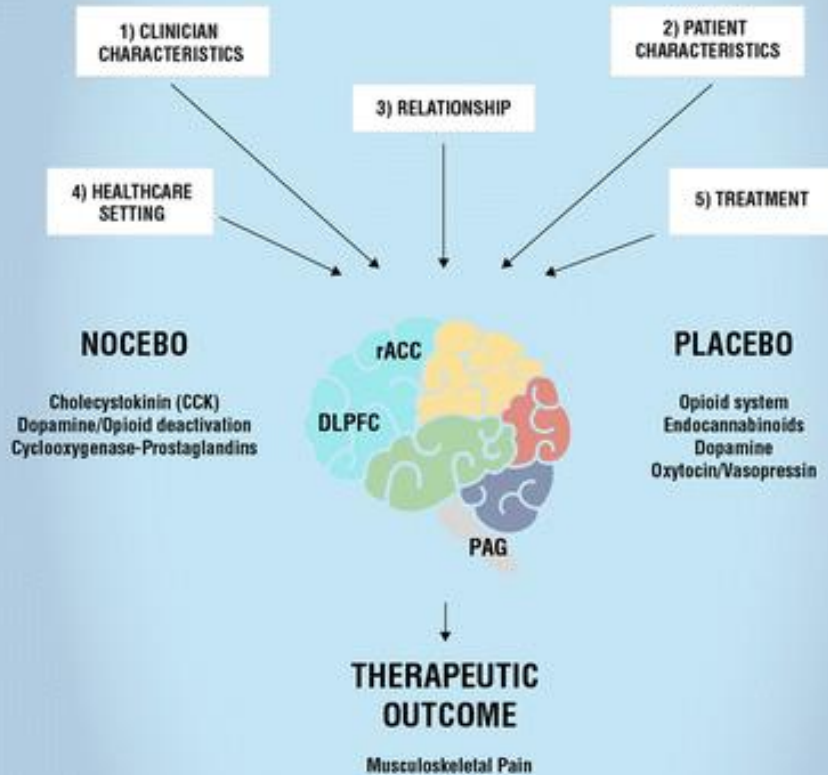 1) CLINICIAN
CHARACTERISTICS
2) PATIENT
CHARACTERISTICS
3) RELATIONSHIP
4) HEALTHCARE
SETTING
5) TREATMENT
NOCEBO
Cholecystokinin (CCK)
Dopamine/Opioid deactivation
Cyclooxygenase-Prostaglandins
rACC
DLPFC
PAG
PLACEBO
Opioid system
Endocannabinoids
Dopamine
Oxytocin/Vasopressin
THERAPEUTIC
OUTCOME
Musculoskeletal Pain